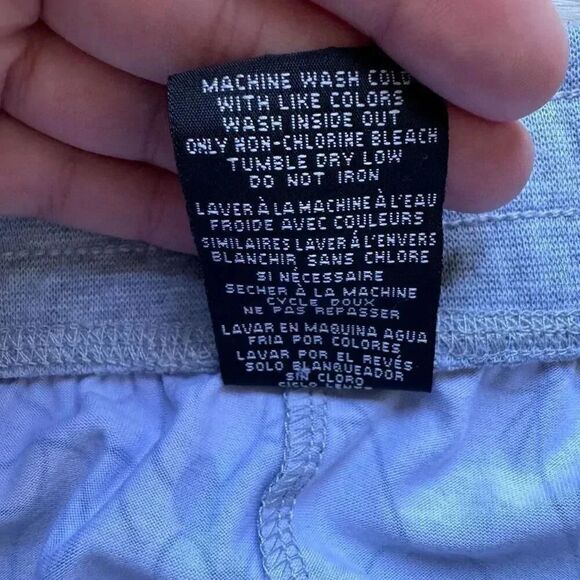 MACHINE WASH COLD
WITH LIKE COLORS
WASH INSIDE OUT
ONLY NON-CHLORINE BLEACH
TUMBLE DRY LOW
DO NOT IRON
LAVER À LA MACHINE À L'EAU
FROIDE AVEC COULEURS
SIMILAIRES LAVER Á L'ENVERS
BLANCHIR SANS CHLORE
SI NÉCESSAIRE
SECHER À LA MACHINE
CYCLE DOUX
NE PAS REPASSER
LAVAR EN MAQUINA AGUA
FRIA POR COLORES
LAVAR POR EL REVÉS
SOLO BLANQUEADOR
SIN CLORO
CICLO